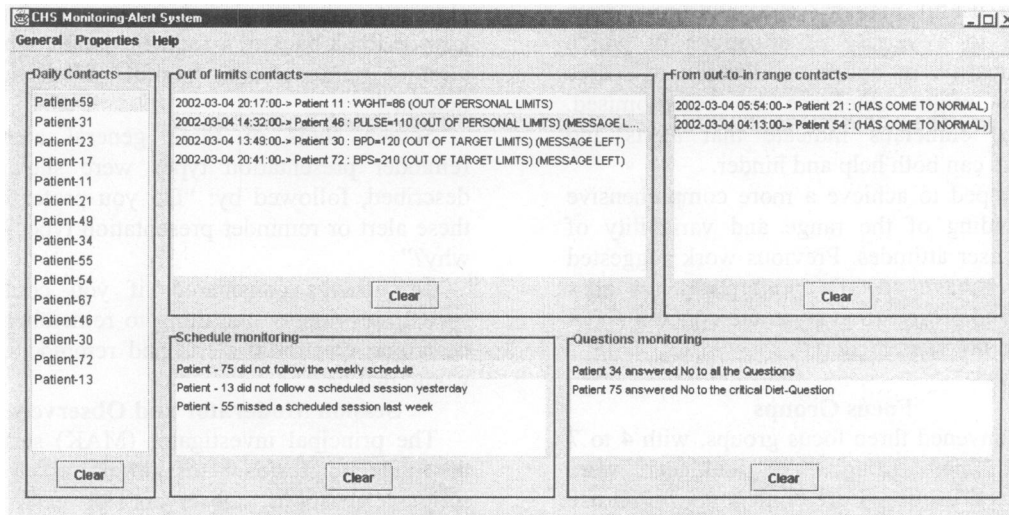 CHS Monitoring-Alert System
General Properties Help
Daily Contacts
Patient-59
Patient-31
Patient-23
Patient-17
Patient-11
Patient-21
Patient-49
Patient-34
Patient-55
Patient-54
Patient-67
Patient-46
Patient-30
Patient-72
Patient-13
Clear
Out of limits contacts
2002-03-04 20:17:00-> Patient 11 : WGHT=86 (OUT OF PERSONAL LIMITS)
2002-03-04 14:32:00-> Patient 46 : PULSE=110 (OUT OF PERSONAL LIMITS) (MESSAGE L
2002-03-04 13:49:00-> Patient 30 : BPD=120 (OUT OF TARGET LIMITS) (MESSAGE LEFT)
2002-03-04 20:41:00-> Patient 72 : BPS=210 (OUT OF TARGET LIMITS) (MESSAGE LEFT)
Clear
From out-to-in range contacts
2002-03-04 05:54:00-> Patient 21 : (HAS COME TO NORMAL)
2002-03-04 04:13:00-> Patient 54 : (HAS COME TO NORMAL)
Clear
Schedule monitoring
Patient - 75 did not follow the weekly schedule
Patient - 13 did not follow a scheduled session yesterday
Patient - 55 missed a scheduled session last week
Clear
Questions monitoring
Patient 34 answered No to all the Questions
Patient 75 answered No to the critical Diet-Question
Clear